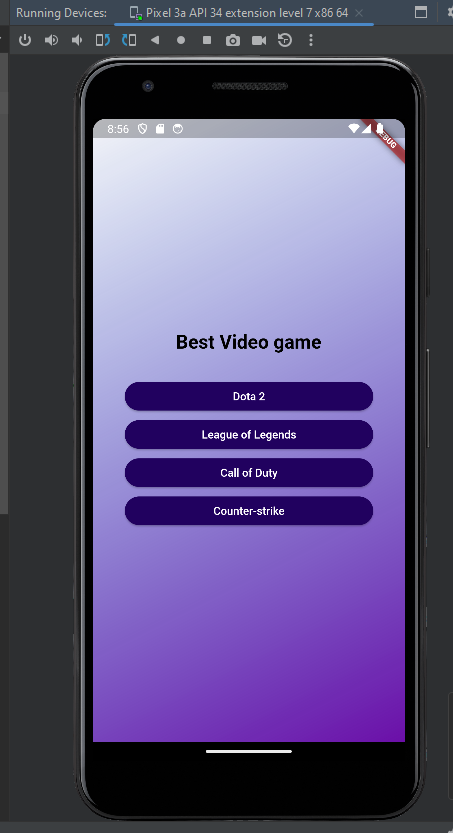 Running Devices: Pixel 3a API 34 extension level 7 x86 64
8:56
DEBUG
Best Video game
Dota 2
League of Legends
Call of Duty
Counter-strike